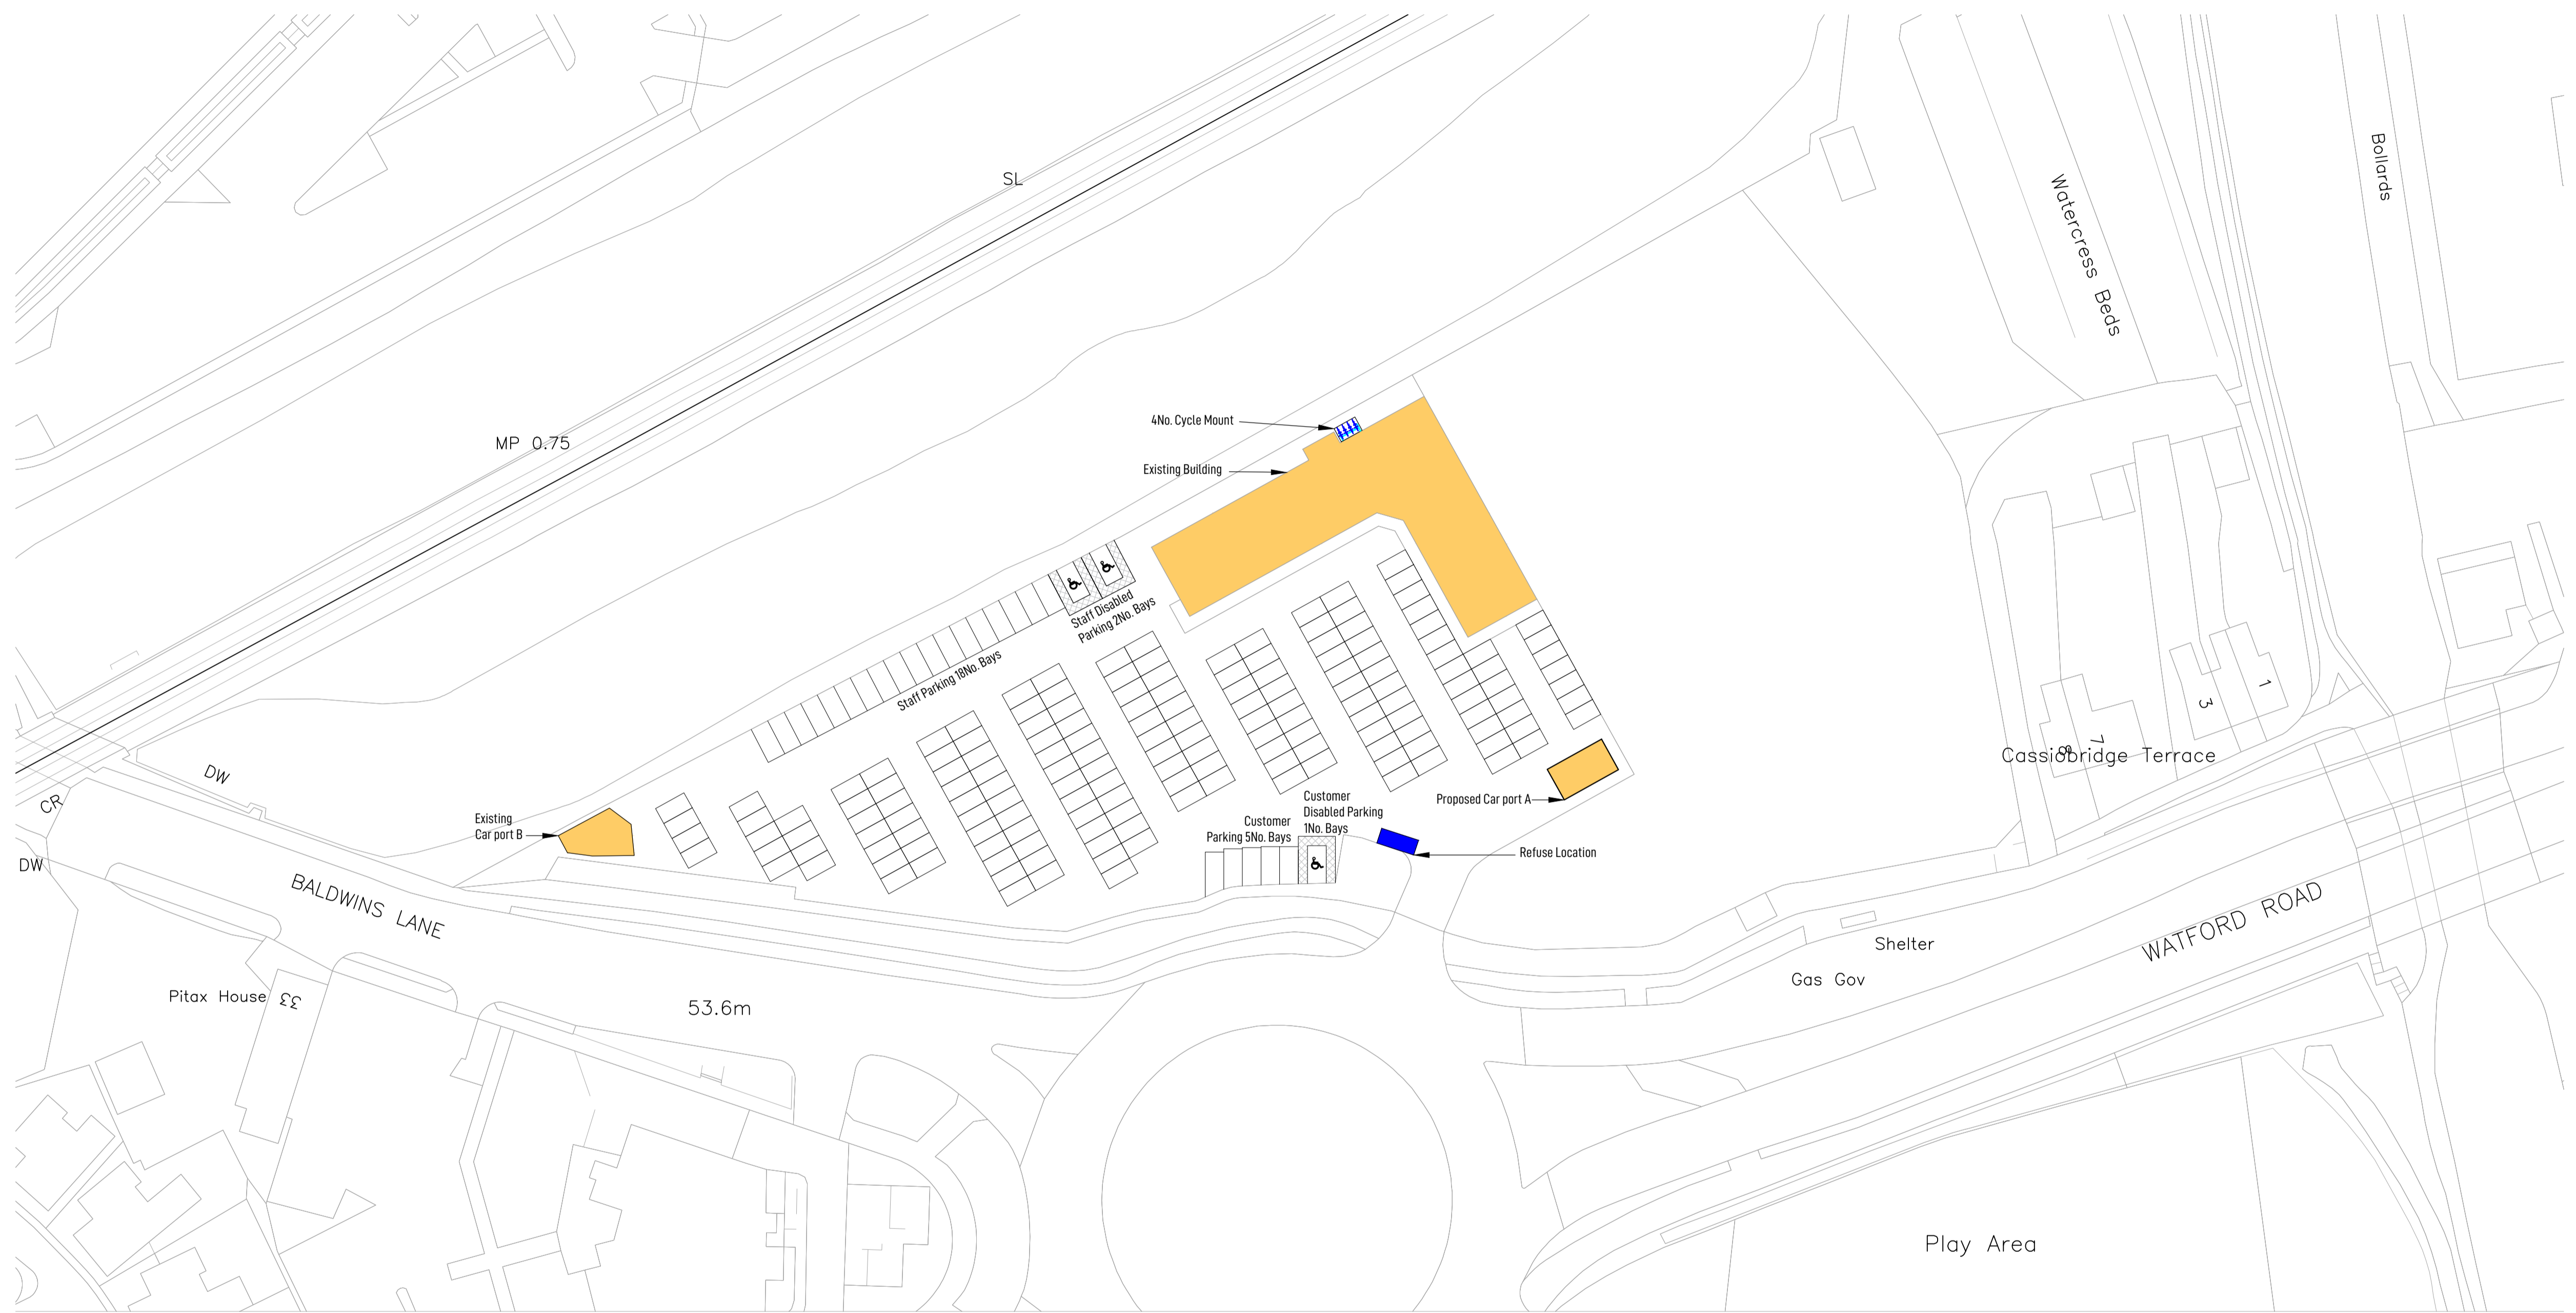 SL
Bollards
Watercress Beds
MP 0.75
4No. Cycle Mount
Existing Building
Staff Disabled
Parking 2No. Bays
Staff Parking 18No. Bays
1
3
7
8
Cassiobridge Terrace
DW
CR
DW
Existing
Car port B
Customer
Disabled Parking
1No. Bays
Customer
Parking 5No. Bays
Proposed Car port A
Refuse Location
BALDWINS LANE
WATFORD ROAD
Shelter
Gas Gov
Pitax House
33
53.6m
Play Area